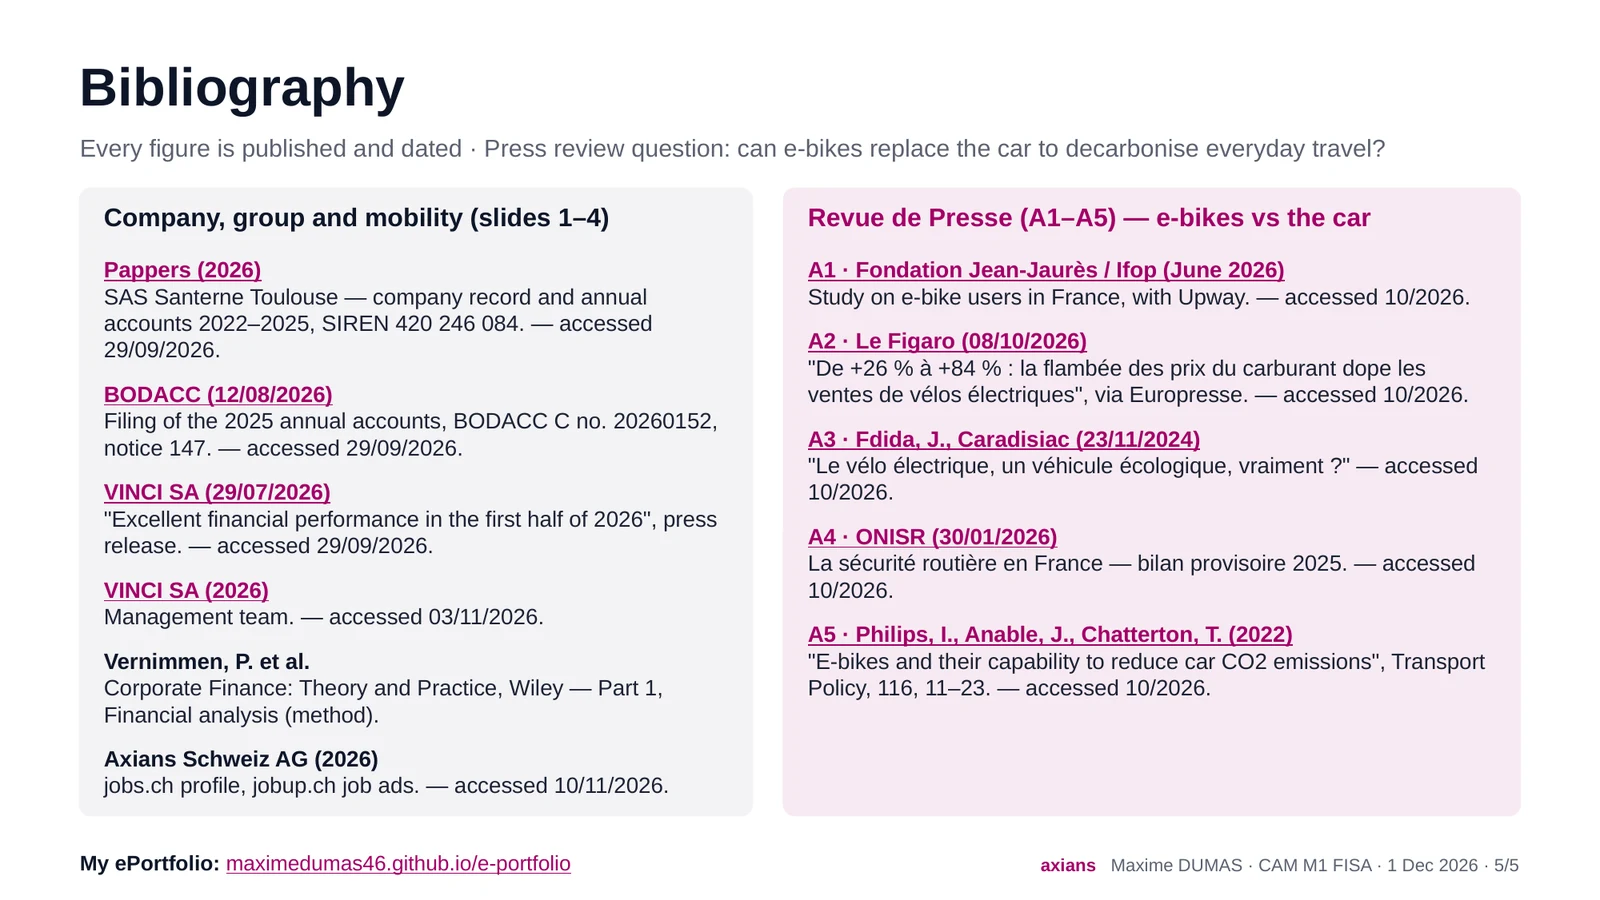 Bibliography
Every figure is published and dated · Press review question: can e-bikes replace the car to decarbonise everyday travel?
Company, group and mobility (slides 1–4)
Pappers (2026)
SAS Santerne Toulouse — company record and annual
accounts 2022–2025, SIREN 420 246 084. — accessed
29/09/2026.
BODACC (12/08/2026)
Filing of the 2025 annual accounts, BODACC C no. 20260152,
notice 147. — accessed 29/09/2026.
VINCI SA (29/07/2026)
"Excellent financial performance in the first half of 2026", press
release. — accessed 29/09/2026.
VINCI SA (2026)
Management team. — accessed 03/11/2026.
Vernimmen, P. et al.
Corporate Finance: Theory and Practice, Wiley — Part 1,
Financial analysis (method).
Axians Schweiz AG (2026)
jobs.ch profile, jobup.ch job ads. — accessed 10/11/2026.
Revue de Presse (A1–A5) — e-bikes vs the car
A1 · Fondation Jean-Jaurès / Ifop (June 2026)
Study on e-bike users in France, with Upway. — accessed 10/2026.
A2 · Le Figaro (08/10/2026)
"De +26 % à +84 % : la flambée des prix du carburant dope les
ventes de vélos électriques", via Europresse. — accessed 10/2026.
A3 · Fdida, J., Caradisiac (23/11/2024)
"Le vélo électrique, un véhicule écologique, vraiment ?" — accessed
10/2026.
A4 · ONISR (30/01/2026)
La sécurité routière en France — bilan provisoire 2025. — accessed
10/2026.
A5 · Philips, I., Anable, J., Chatterton, T. (2022)
"E-bikes and their capability to reduce car CO2 emissions", Transport
Policy, 116, 11–23. — accessed 10/2026.
My ePortfolio: maximedumas46.github.io/e-portfolio
axians Maxime DUMAS · CAM M1 FISA · 1 Dec 2026 · 5/5